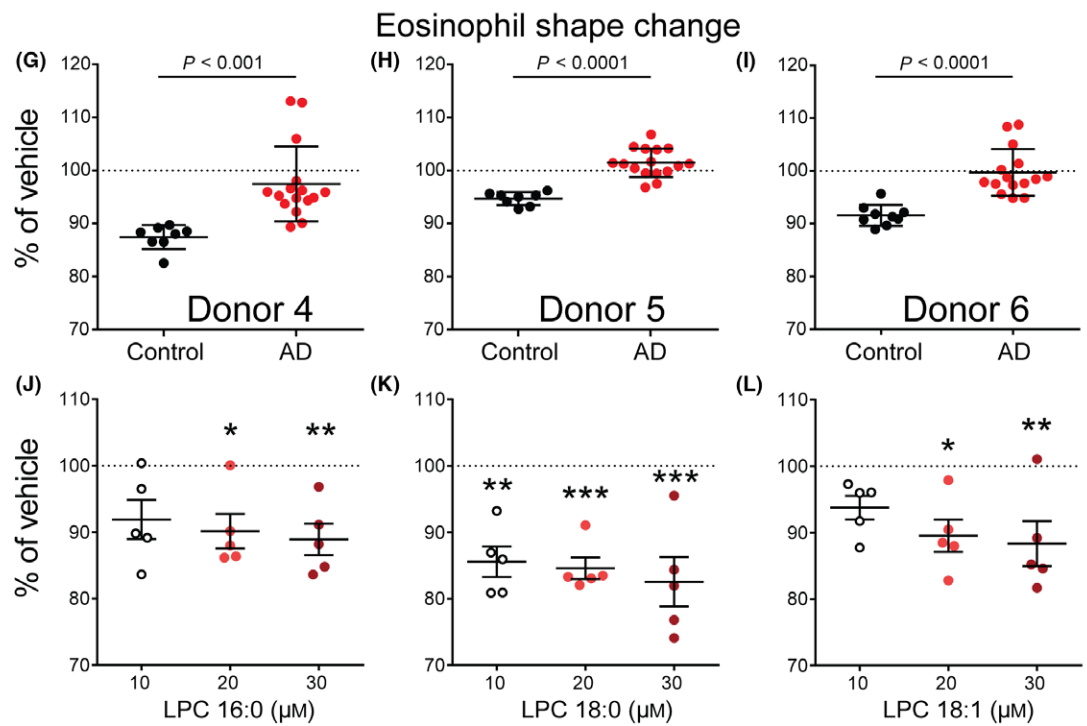 Eosinophil shape change
(G)
% of vehicle
120
110
100
90
80
70
P < 0.001
Donor 4
Control AD
(H)
120
110
100
90
80
70
P < 0.0001
Donor 5
Control AD
(I)
120
110
100
90
80
70
P < 0.0001
Donor 6
Control AD
(J)
% of vehicle
110
100
90
80
70
* **
10 20 30
LPC 16:0 (μM)
(K)
110
100
90
80
70
** *** ***
10 20 30
LPC 18:0 (μM)
(L)
110
100
90
80
70
* **
10 20 30
LPC 18:1 (μM)